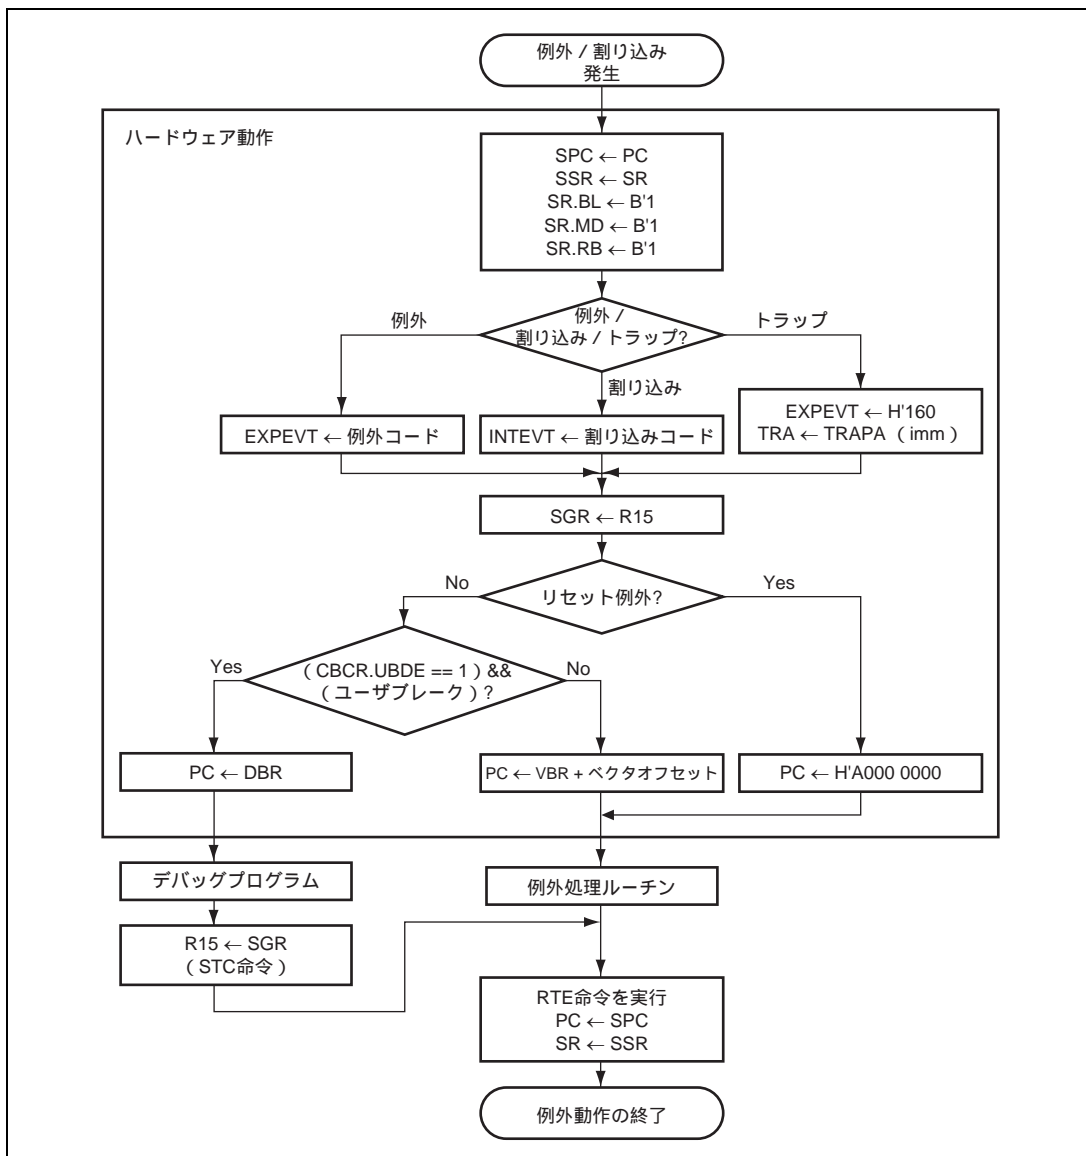 例外 / 割り込み
発生
ハードウェア動作
SPC ← PC
SSR ← SR
SR.BL ← B'1
SR.MD ← B'1
SR.RB ← B'1
例外
例外 /
割り込み / トラップ?
トラップ
割り込み
EXPEVT ← 例外コード
INTEVT ← 割り込みコード
EXPEVT ← H'160
TRA ← TRAPA （imm）
SGR ← R15
No
リセット例外?
Yes
Yes
（CBCR.UBDE == 1）&&
（ユーザブレーク）?
No
PC ← DBR
PC ← VBR + ベクタオフセット
PC ← H'A000 0000
デバッグプログラム
例外処理ルーチン
R15 ← SGR
（STC命令）
RTE命令を実行
PC ← SPC
SR ← SSR
例外動作の終了